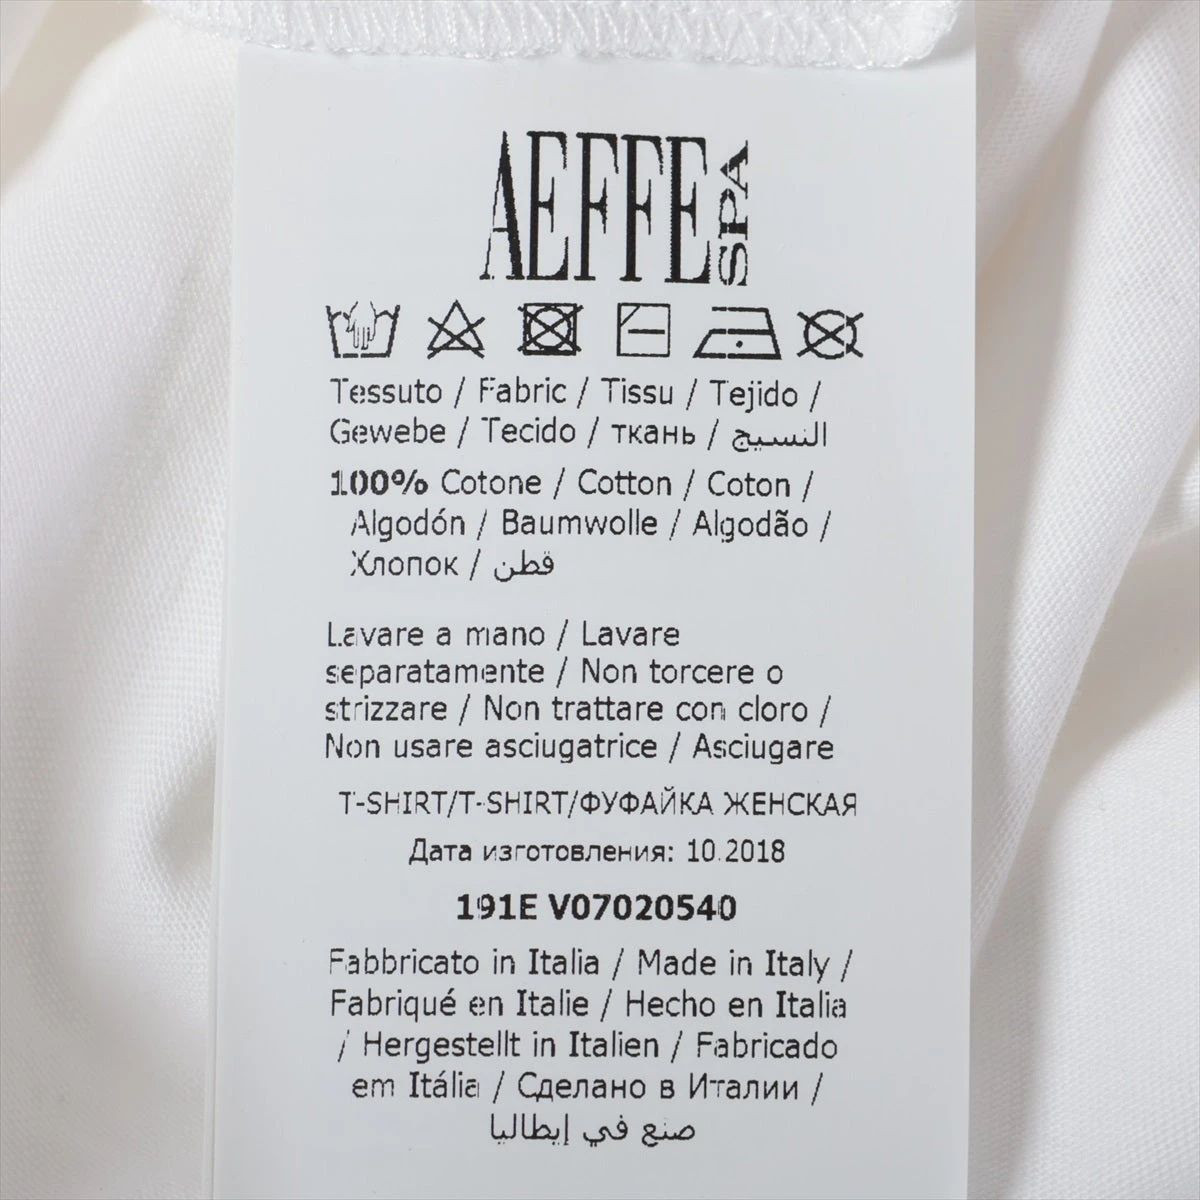 AEFFE SPA
Tessuto / Fabric / Tissu / Tejido /
Gewebe / Tecido / ткань / النسيج
100% Cotone / Cotton / Coton /
Algodón / Baumwolle / Algodão /
Хлопок / قطن
Lavare a mano / Lavare
separatamente / Non torcere o
strizzare / Non trattare con cloro /
Non usare asciugatrice / Asciugare
T-SHIRT/T-SHIRT/ФУФАЙКА ЖЕНСКАЯ
Дата изготовления: 10.2018
191E V07020540
Fabbricato in Italia / Made in Italy /
Fabriqué en Italie / Hecho en Italia
/ Hergestellt in Italien / Fabricado
em Itália / Сделано в Италии /
صنع في إيطاليا